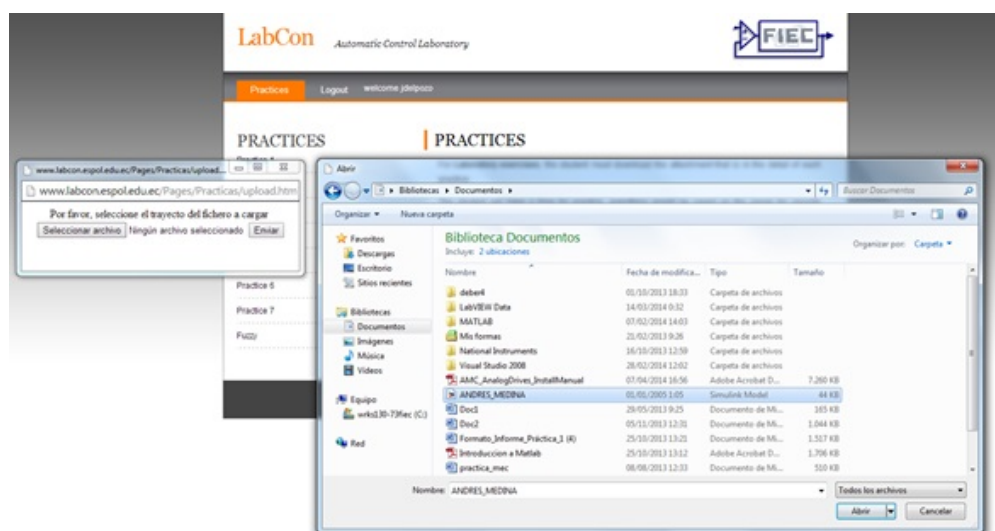 LabCon Automatic Control Laboratory
FIEC
Practices Logout welcome jdelpozo
PRACTICES
PRACTICES
www.labcon.espol.edu.ec/Pages/Practicas/upload...
www.labcon.espol.edu.ec/Pages/Practicas/upload.htm
Por favor, seleccione el trayecto del fichero a cargar
Seleccionar archivo Ningún archivo seleccionado Enviar
Practice 6
Practice 7
Fuzzy
Abrir
Bibliotecas Documentos
Buscar Documentos
Organizar Nueva carpeta
Favoritos
Descargas
Escritorio
Sitios recientes
Bibliotecas
Documentos
Imágenes
Música
Vídeos
Equipo
wrks130-73fiec (C:)
Red
Biblioteca Documentos
Incluye: 2 ubicaciones
Organizar por: Carpeta
Nombre Fecha de modifica... Tipo Tamaño
deber4 01/10/2013 18:33 Carpeta de archivos
LabVIEW Data 14/03/2014 0:32 Carpeta de archivos
MATLAB 07/02/2014 14:03 Carpeta de archivos
Mis formas 21/02/2013 9:26 Carpeta de archivos
National Instruments 16/10/2013 12:59 Carpeta de archivos
Visual Studio 2008 28/02/2014 12:02 Carpeta de archivos
AMC_AnalogDrives_InstallManual 07/04/2014 16:56 Adobe Acrobat D... 7.260 KB
ANDRES_MEDINA 01/01/2005 1:05 Simulink Model 44 KB
Doc1 29/05/2013 9:25 Documento de Mi... 165 KB
Doc2 05/11/2013 12:31 Documento de Mi... 1.044 KB
Formato_Informe_Práctica_1 (4) 25/10/2013 13:21 Documento de Mi... 1.517 KB
Introduccion a Matlab 25/10/2013 13:12 Adobe Acrobat D... 1.706 KB
practica_mec 08/08/2013 12:33 Documento de Mi... 510 KB
Nombre: ANDRES_MEDINA Todos los archivos
Abrir Cancelar